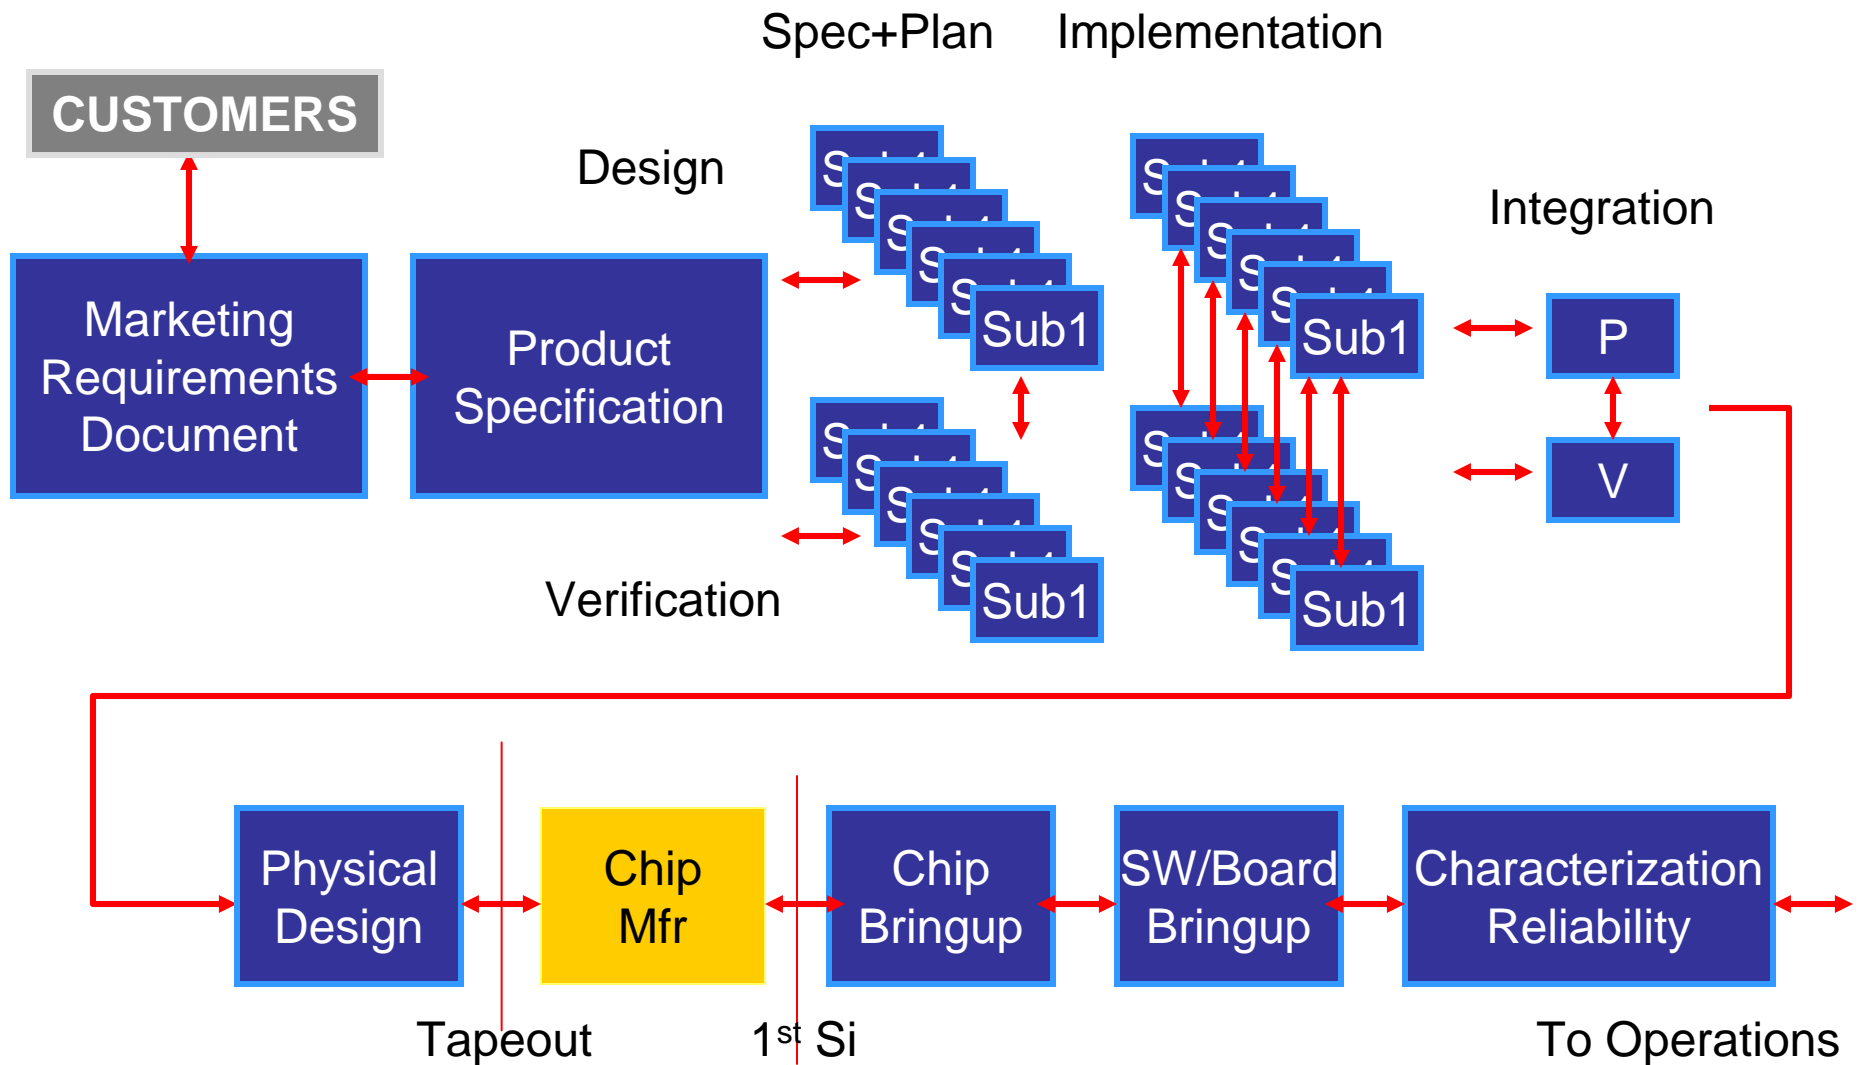 Spec+Plan
Implementation
CUSTOMERS
Design
Integration
Marketing
Requirements
Document
Product
Specification
Sub1
Sub1
P
V
Verification
Sub1
Sub1
Physical
Design
Chip
Mfr
Chip
Bringup
SW/Board
Bringup
Characterization
Reliability
Tapeout
1st Si
To Operations